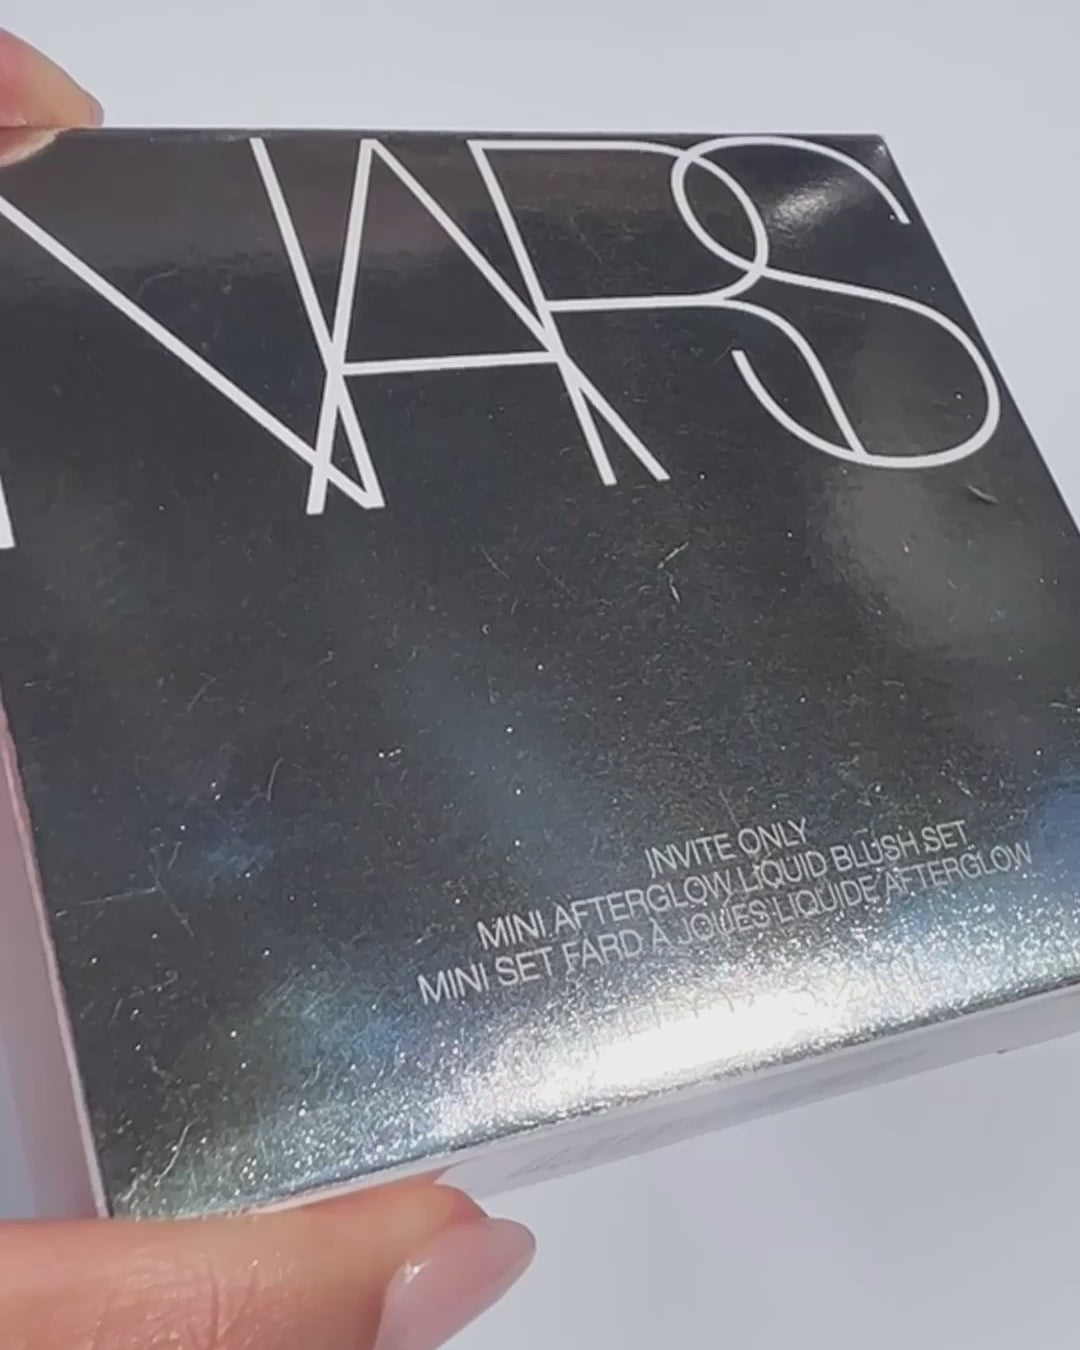 NARS
INVITE ONLY
MINI AFTERGLOW LIQUID BLUSH SET
MINI SET FARD À JOUES LIQUIDE AFTERGLOW